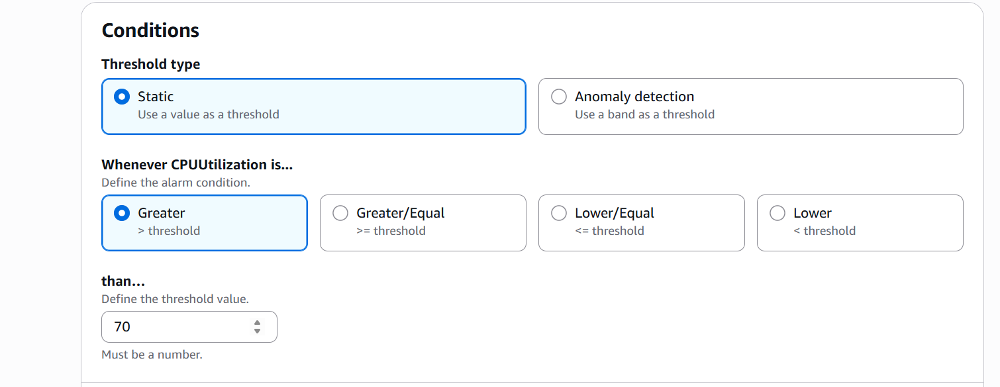 Conditions
Threshold type
Static
Use a value as a threshold
Anomaly detection
Use a band as a threshold
Whenever CPUUtilization is...
Define the alarm condition.
Greater
> threshold
Greater/Equal
>= threshold
Lower/Equal
<= threshold
Lower
< threshold
than...
Define the threshold value.
70
Must be a number.